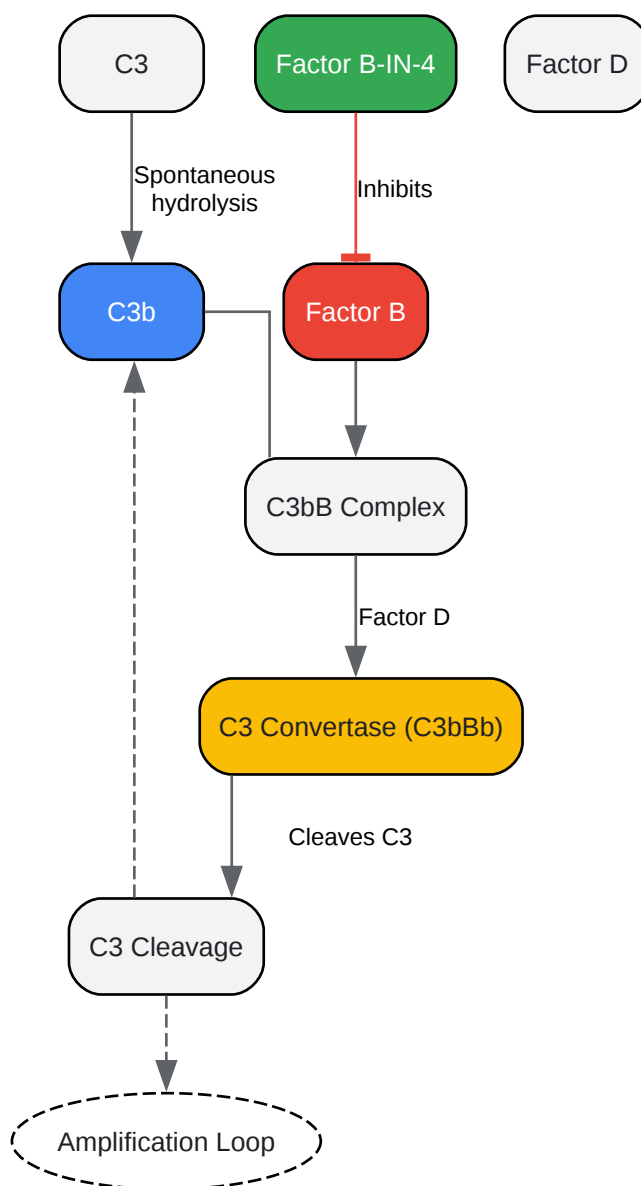 C3
Factor B-IN-4
Factor D
Spontaneous
hydrolysis
Inhibits
C3b
Factor B
C3bB Complex
Factor D
C3 Convertase (C3bBb)
Cleaves C3
C3 Cleavage
Amplification Loop